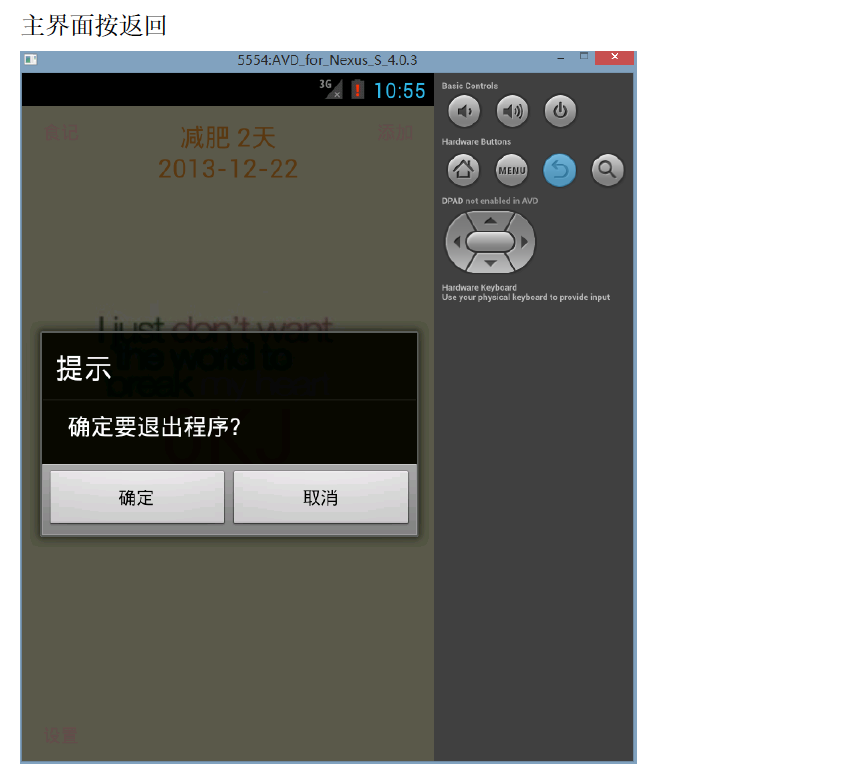 主界面按返回
5554:AVD_for_Nexus_S_4.0.3
3G 10:55
食记 减肥 2天 添加
2013-12-22
I just don't want
the world to
break
提示
确定要退出程序?
确定 取消
设置
Basic Controls
Hardware Buttons
MENU
DPAD not enabled in AVD
Hardware Keyboard
Use your physical keyboard to provide input